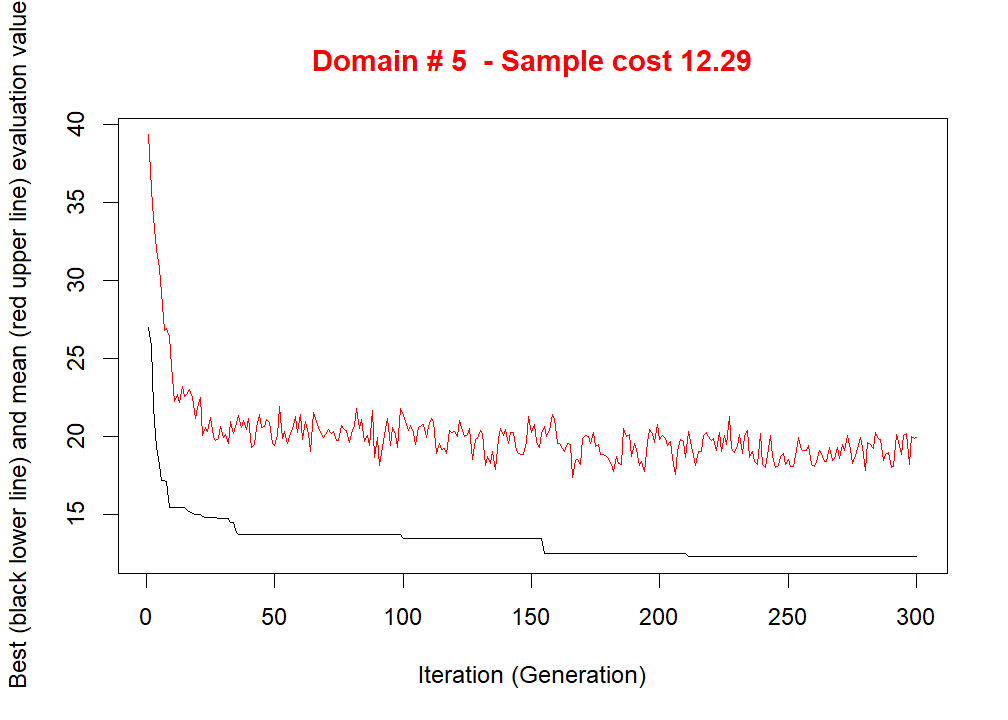 Domain # 5  - Sample cost 12.29
Best (black lower line) and mean (red upper line) evaluation value
40
35
30
25
20
15
0 50 100 150 200 250 300
Iteration (Generation)